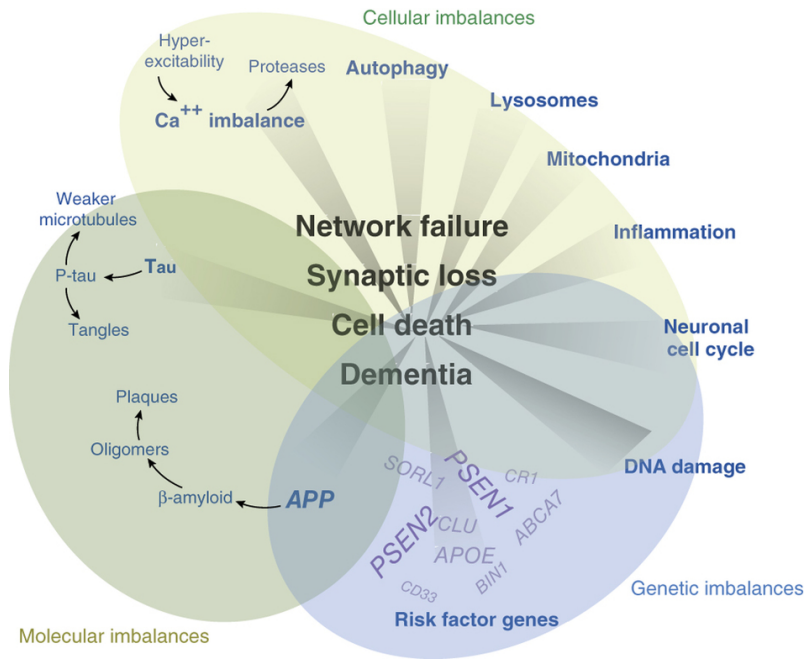 Cellular imbalances
Hyper-
excitability
Proteases
Autophagy
Ca++ imbalance
Lysosomes
Mitochondria
Weaker
microtubules
Network failure
Inflammation
P-tau
Tau
Synaptic loss
Tangles
Cell death
Neuronal
cell cycle
Dementia
Plaques
Oligomers
β-amyloid
APP
SORL1
PSEN1
CR1
DNA damage
PSEN2
CLU
ABCA7
APOE
CD33
BIN1
Genetic imbalances
Risk factor genes
Molecular imbalances